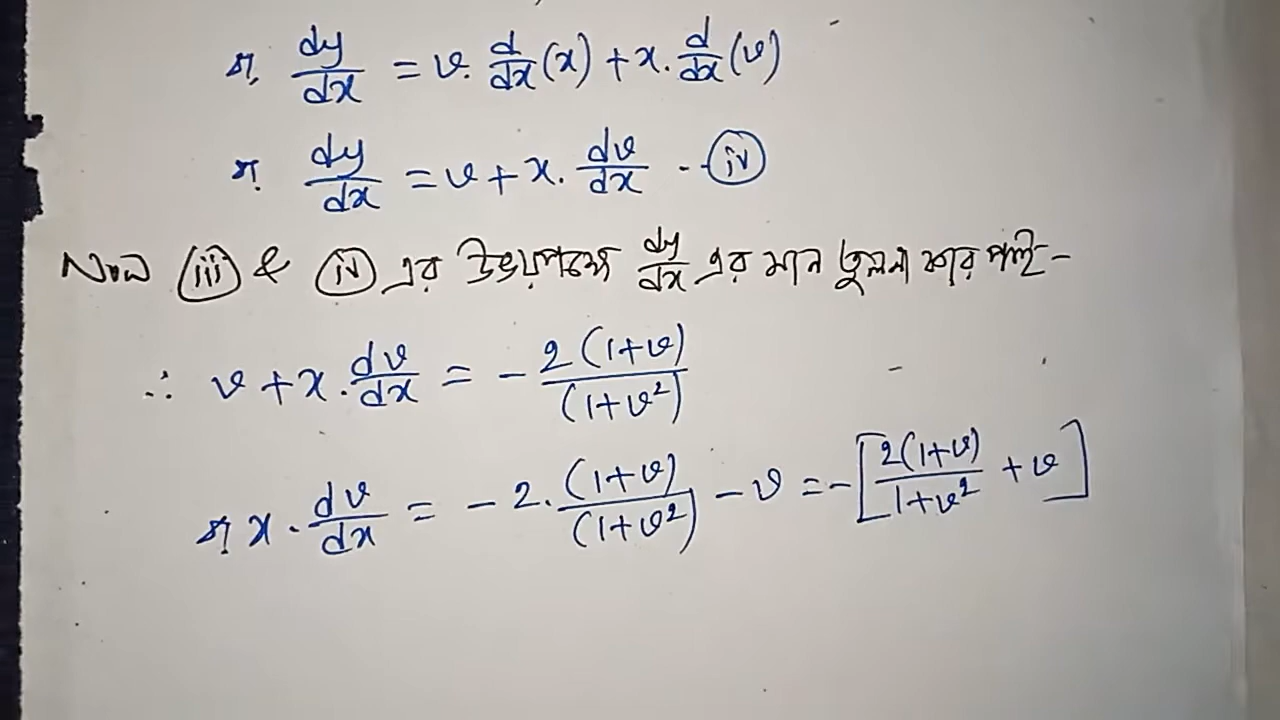 বা, dy/dx = v. d/dx (x) + x. d/dx (v)
বা, dy/dx = v + x. dv/dx -- (iv)
Now (iii) & (iv) এর উভয়পক্ষে dy/dx এর মান তুলনা করে পাই-
∴ v + x. dv/dx = - 2(1+v)/(1+v²)
বা x. dv/dx = -2. (1+v)/(1+v²) - v = -[2(1+v)/1+v² + v]